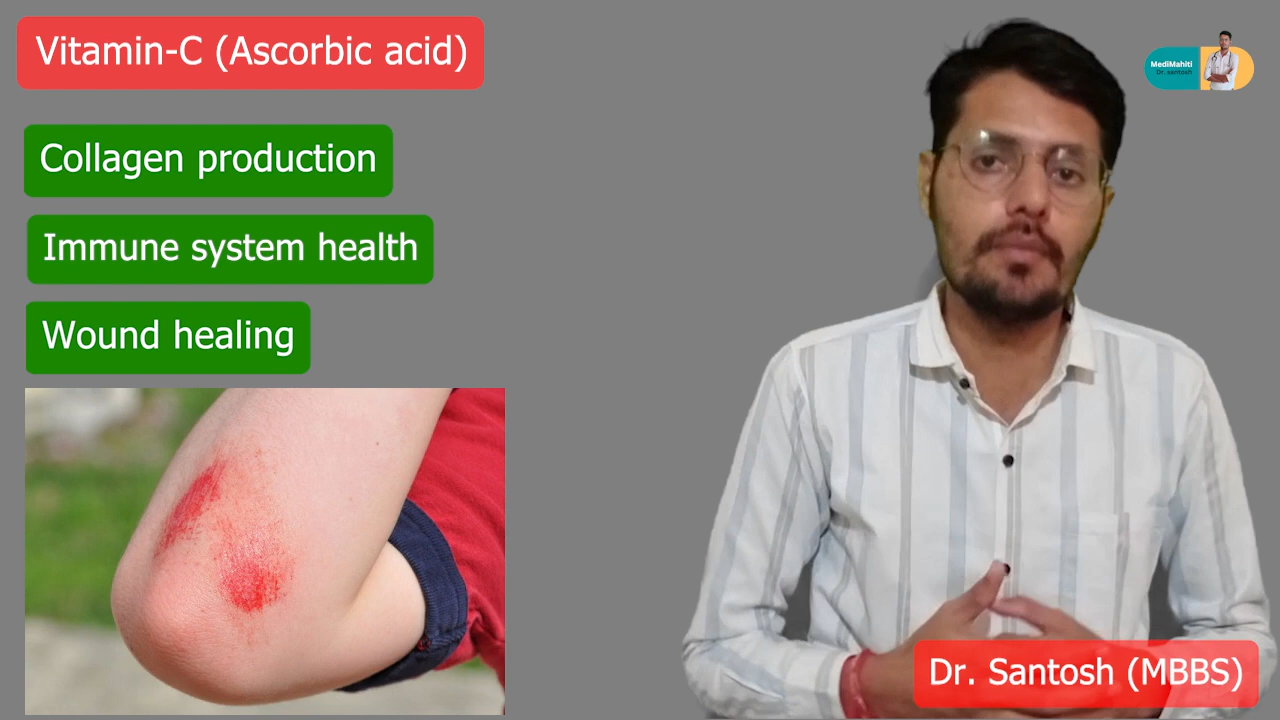 Vitamin-C (Ascorbic acid)
MediMahiti
Dr. santosh
Collagen production
Immune system health
Wound healing
Dr. Santosh (MBBS)